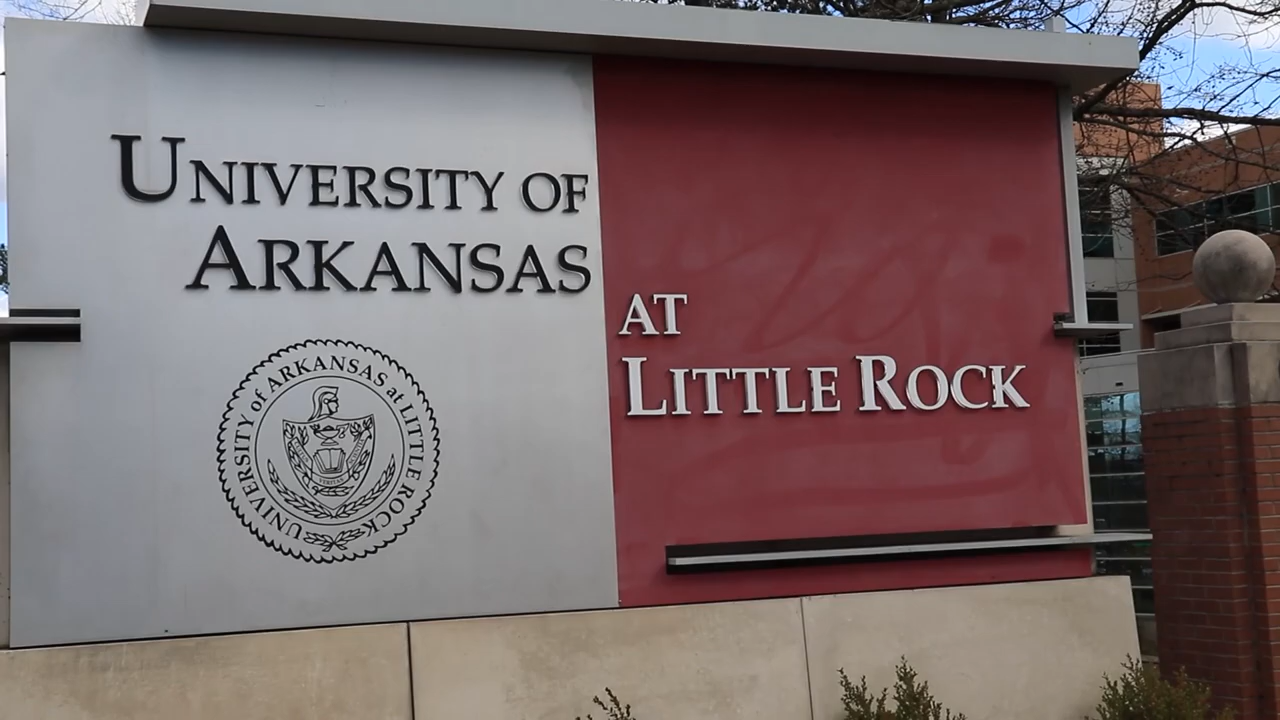 UNIVERSITY OF
ARKANSAS
AT
LITTLE ROCK
UNIVERSITY of ARKANSAS at LITTLE ROCK